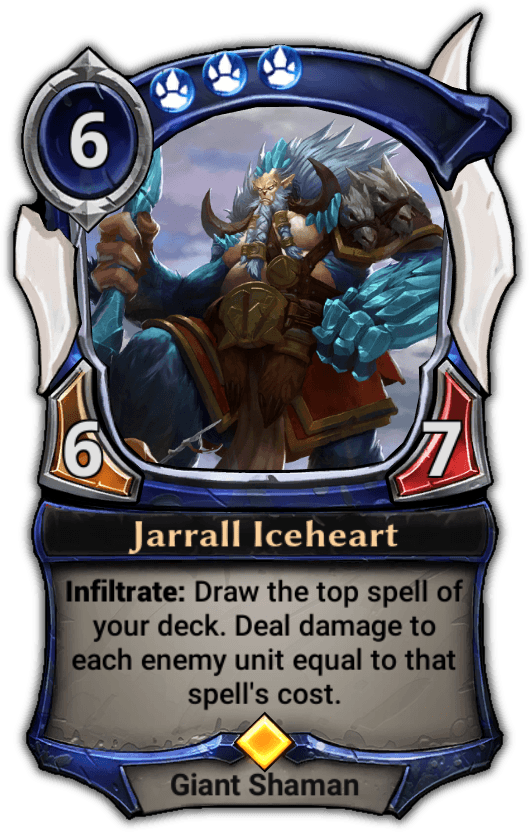 6
6
7
Jarrall Iceheart
Infiltrate: Draw the top spell of
your deck. Deal damage to
each enemy unit equal to that
spell's cost.
Giant Shaman